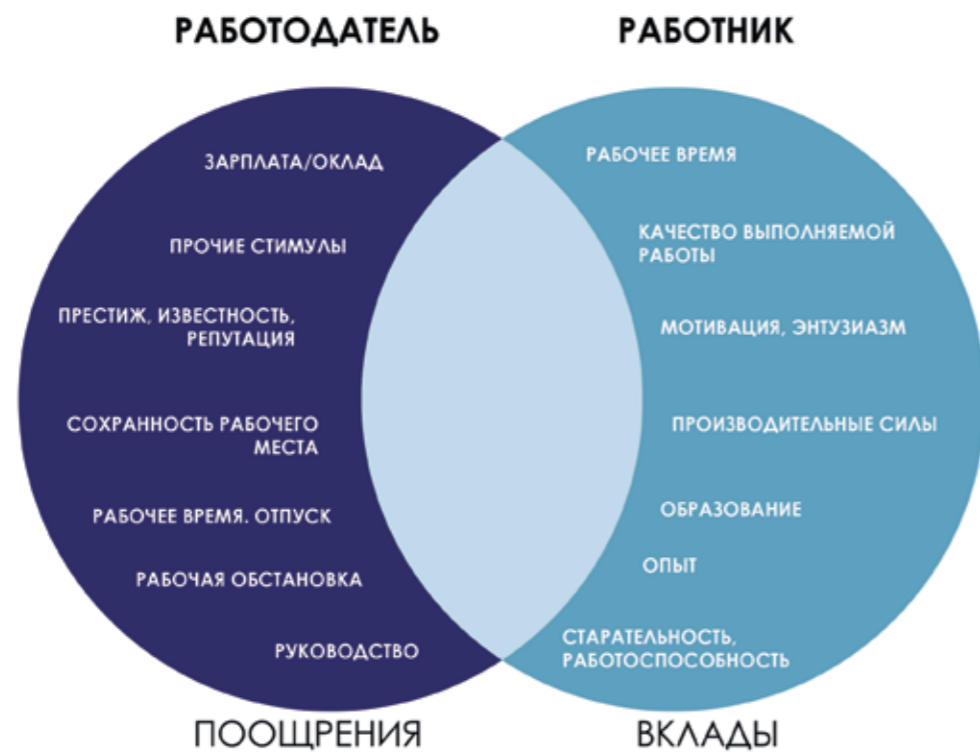 РАБОТОДАТЕЛЬ
РАБОТНИК
ЗАРПЛАТА/ОКЛАД
ПРОЧИЕ СТИМУЛЫ
ПРЕСТИЖ, ИЗВЕСТНОСТЬ,
РЕПУТАЦИЯ
СОХРАННОСТЬ РАБОЧЕГО
МЕСТА
РАБОЧЕЕ ВРЕМЯ. ОТПУСК
РАБОЧАЯ ОБСТАНОВКА
РУКОВОДСТВО
РАБОЧЕЕ ВРЕМЯ
КАЧЕСТВО ВЫПОЛНЯЕМОЙ
РАБОТЫ
МОТИВАЦИЯ, ЭНТУЗИАЗМ
ПРОИЗВОДИТЕЛЬНЫЕ СИЛЫ
ОБРАЗОВАНИЕ
ОПЫТ
СТАРАТЕЛЬНОСТЬ,
РАБОТОСПОСОБНОСТЬ
ПООЩРЕНИЯ
ВКЛАДЫ